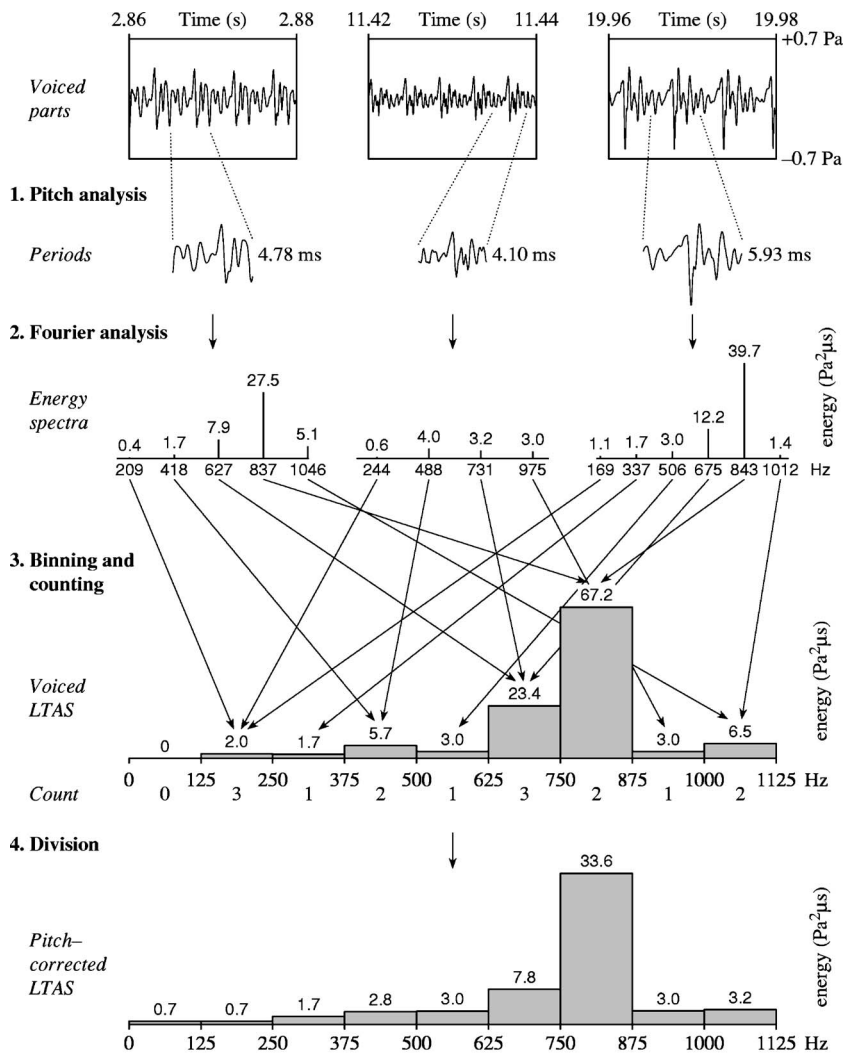 2.86 Time (s) 2.88 11.42 Time (s) 11.44 19.96 Time (s) 19.98
+0.7 Pa
Voiced
parts
–0.7 Pa
1. Pitch analysis
Periods 4.78 ms 4.10 ms 5.93 ms
2. Fourier analysis
Energy
spectra
energy (Pa²µs)
0.4 1.7 7.9 27.5 5.1 0.6 4.0 3.2 3.0 1.1 1.7 3.0 12.2 39.7 1.4
209 418 627 837 1046 244 488 731 975 169 337 506 675 843 1012 Hz
3. Binning and
counting
Voiced
LTAS
energy (Pa²µs)
0 2.0 1.7 5.7 3.0 23.4 67.2 3.0 6.5
0 125 250 375 500 625 750 875 1000 1125 Hz
Count 0 3 1 2 1 3 2 1 2
4. Division
Pitch–
corrected
LTAS
energy (Pa²µs)
0.7 0.7 1.7 2.8 3.0 7.8 33.6 3.0 3.2
0 125 250 375 500 625 750 875 1000 1125 Hz